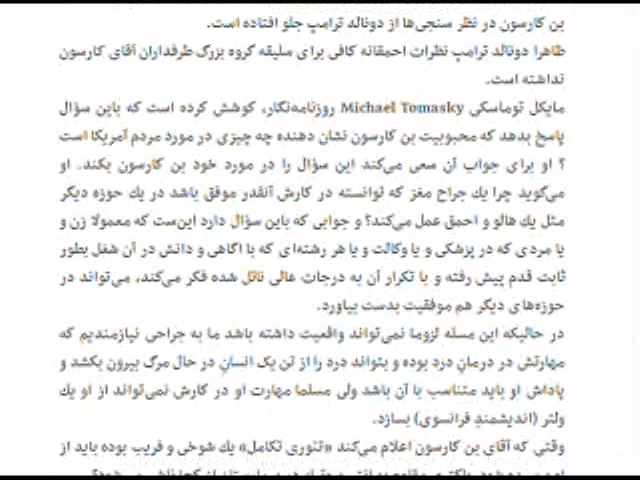 بن کارسون در نظر سنجی‌ها از دونالد ترامپ جلو افتاده است.
ظاهرا دونالد ترامپ نظرات احمقانه کافی برای سلیقه گروه بزرگ طرفداران آقای کارسون
نداشته است.
مایکل توماسکی Michael Tomasky روزنامه‌نگار، کوشش کرده است که باین سؤال
پاسخ بدهد که محبوبیت بن کارسون نشان دهنده چه چیزی در مورد مردم آمریکا است
؟ او برای جواب آن سعی می‌کند این سؤال را در مورد خود بن کارسون بکند. او
می‌گوید چرا یك جراح مغز که توانسته در کارش آنقدر موفق باشد در یك حوزه دیگر
مثل یك هالو و احمق عمل می‌کند؟ و جوابی که باین سؤال دارد این‌ست که معمولا زن و
یا مردی که در پزشکی و یا وکالت و یا هر رشته‌ای که با آگاهی و دانش در آن شغل بطور
ثابت قدم پیش رفته و با تکرار آن به درجات عالی نائل شده فکر می‌کند، می‌تواند در
حوزه‌های دیگر هم موفقیت بدست بیاورد.
در حالیکه این مسله لزوما نمی‌تواند واقعیت داشته باشد ما به جراحی نیازمندیم که
مهارتش در درمانِ درد بوده و بتواند درد را از تن یک انسانِ در حال مرگ بیرون بکشد و
پاداش او باید متناسب با آن باشد ولی مسلما مهارت او در کارش نمی‌تواند از او یك
ولتر (اندیشمندِ فرانسوی) بسازد.
وقتی که آقای بن کارسون اعلام می‌کند «تئوری تکامل» یك شوخی و فریب بوده باید از